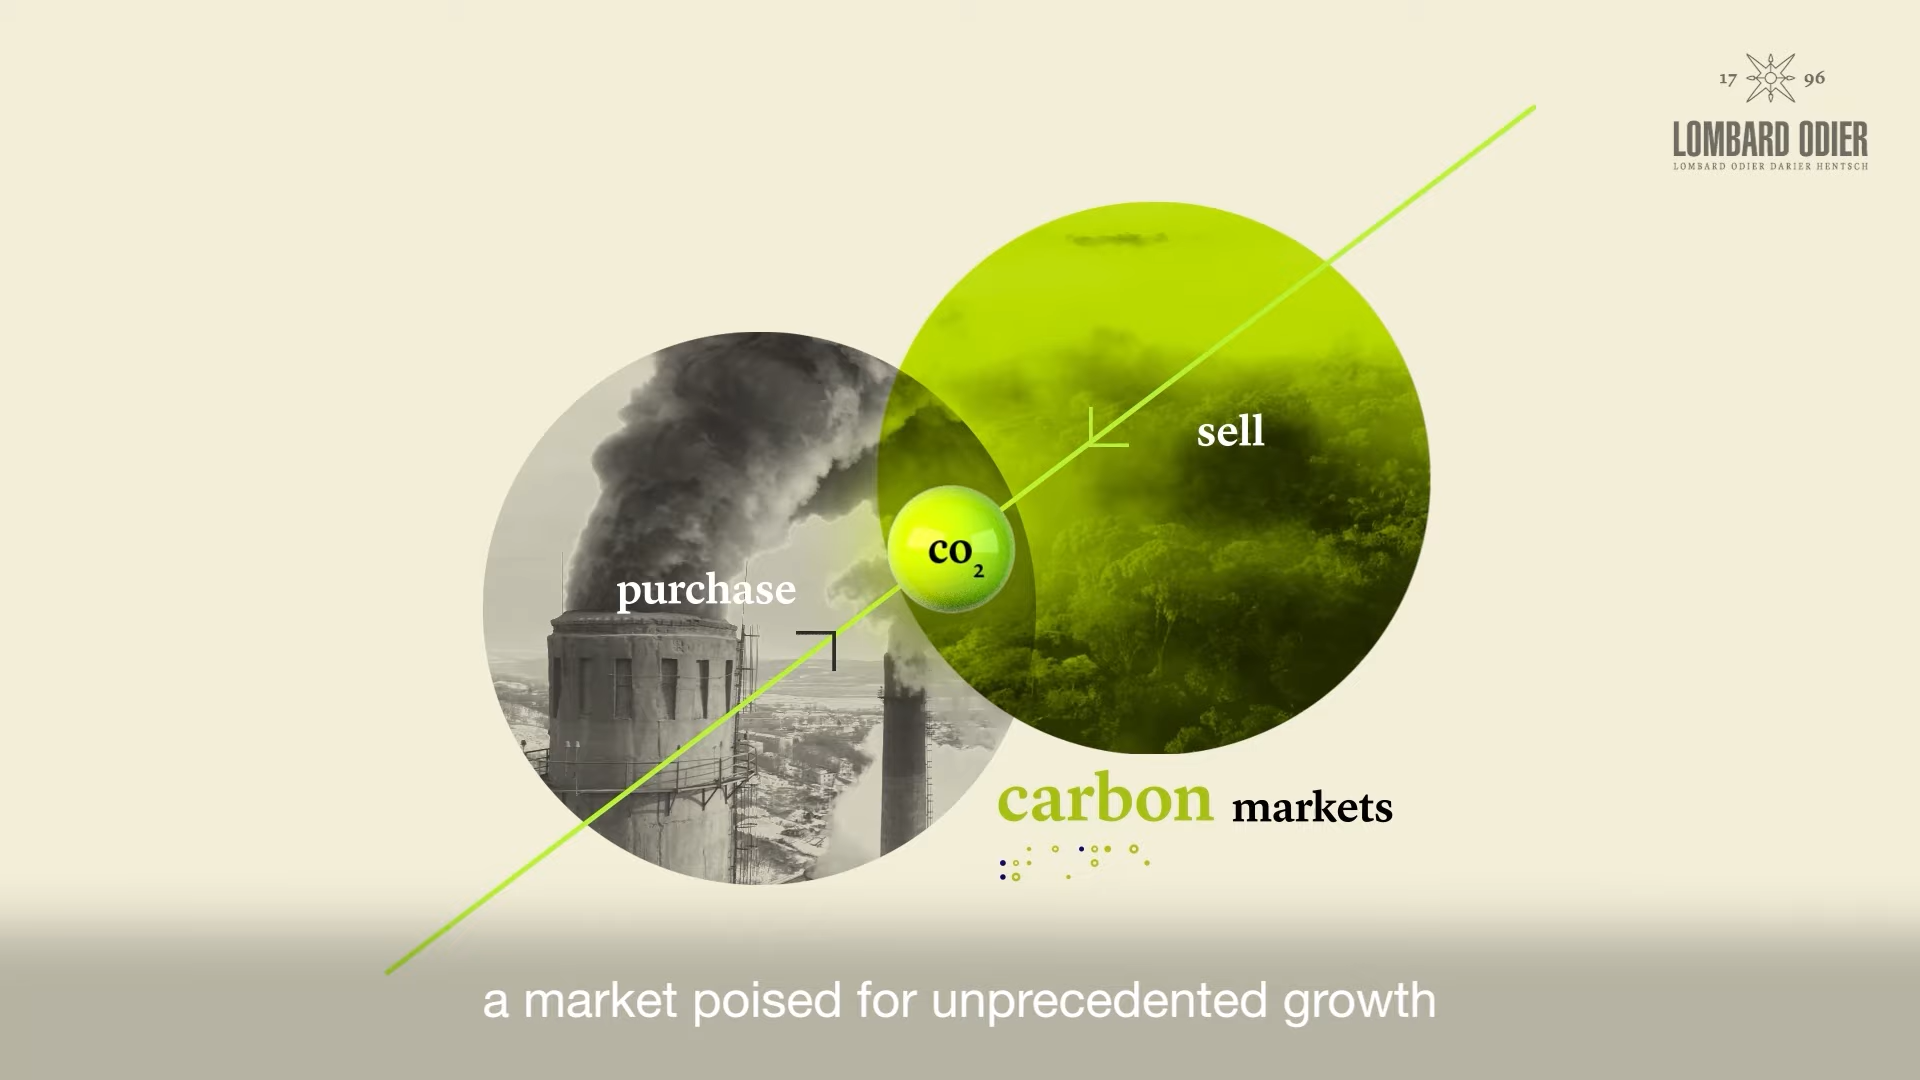 17 96
LOMBARD ODIER
LOMBARD ODIER DARIER HENTSCH
sell
co2
purchase
carbon markets
a market poised for unprecedented growth